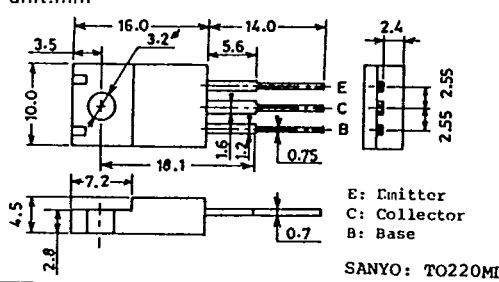 unit:mm
16.0
14.0
3.5
3.2ø
5.6
2.4
10.0
E
C
B
2.55
2.55
18.1
1.6
1.2
0.75
7.2
4.5
2.8
0.7
E: Emitter
C: Collector
B: Base
SANYO: TO220MI